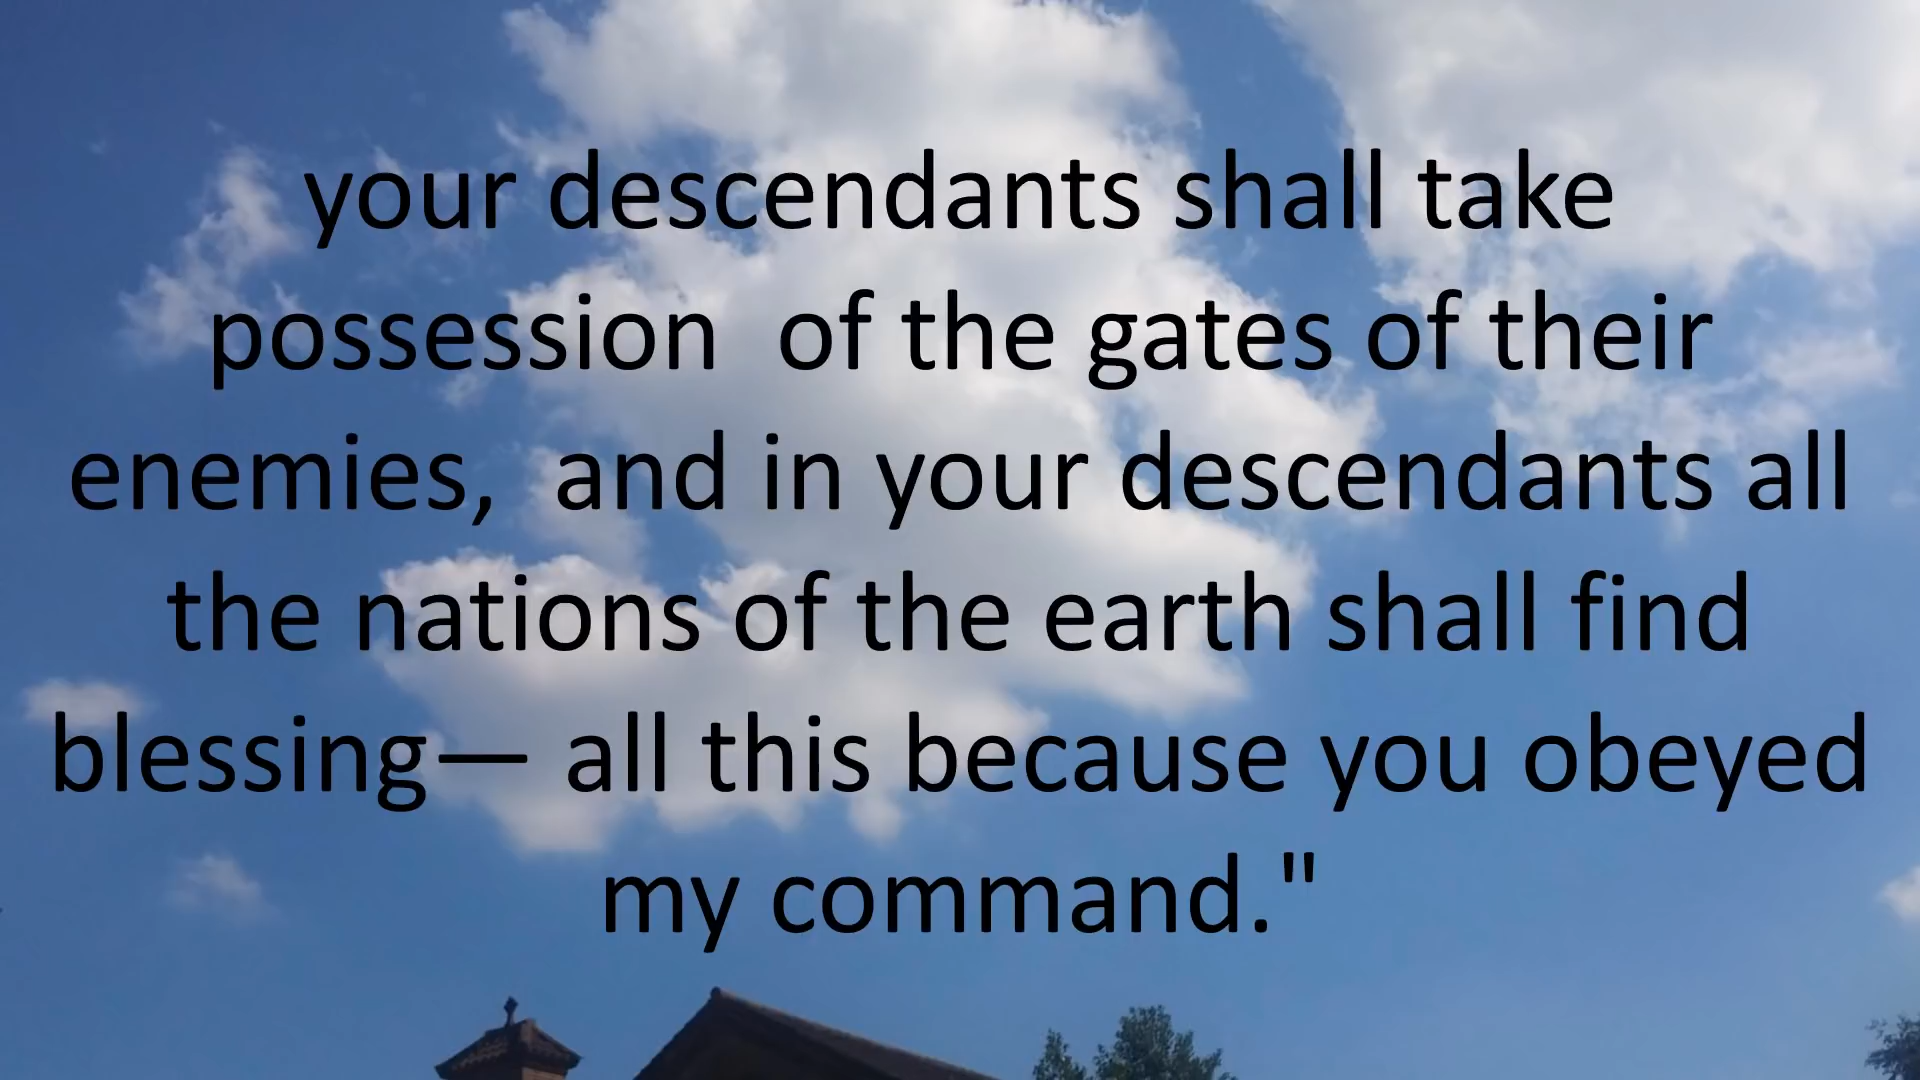 your descendants shall take
possession  of the gates of their
enemies,  and in your descendants all
the nations of the earth shall find
blessing— all this because you obeyed
my command."